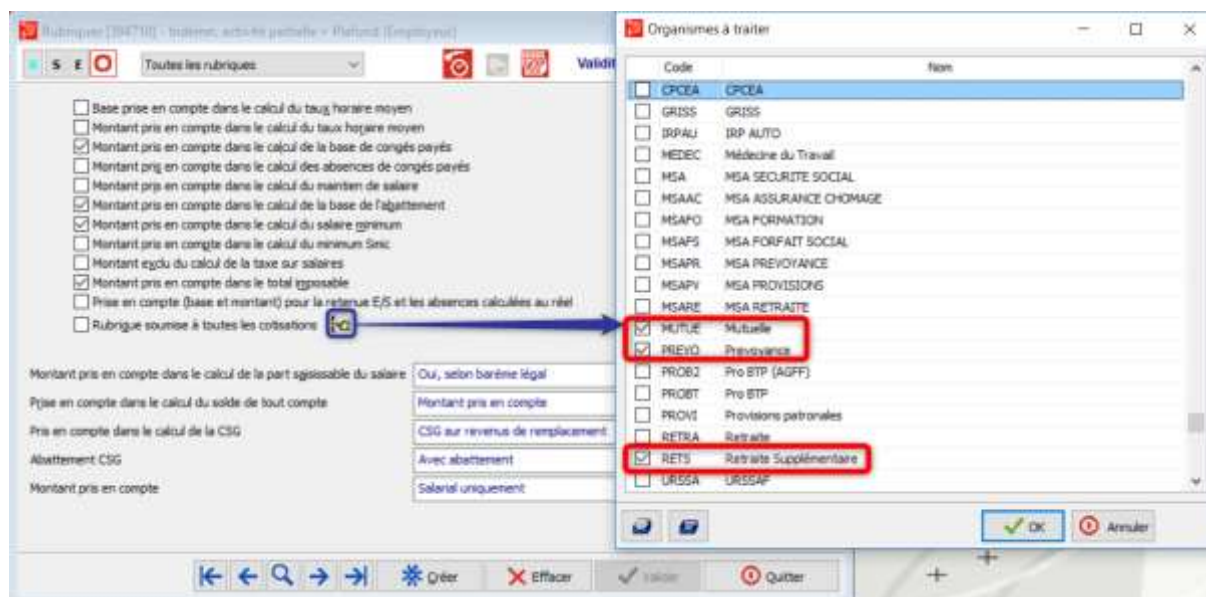 Rubriques [394710] - Indemn. activité partielle + Plafond (Employeur)
S E O Toutes les rubriques Validit
Base prise en compte dans le calcul du taux horaire moyen
Montant pris en compte dans le calcul du taux horaire moyen
Montant pris en compte dans le calcul de la base de congés payés
Montant pris en compte dans le calcul des absences de congés payés
Montant pris en compte dans le calcul du maintien de salaire
Montant pris en compte dans le calcul de la base de l'abattement
Montant pris en compte dans le calcul du salaire minimum
Montant pris en compte dans le calcul du minimum Smic
Montant exclu du calcul de la taxe sur salaires
Montant pris en compte dans le total imposable
Prise en compte (base et montant) pour la retenue E/S et les absences calculées au réel
Rubrique soumise à toutes les cotisations
Montant pris en compte dans le calcul de la part saisissable du salaire Oui, selon barème légal
Prise en compte dans le calcul du solde de tout compte Montant pris en compte
Pris en compte dans le calcul de la CSG CSG sur revenus de remplacement
Abattement CSG Avec abattement
Montant pris en compte Salarial uniquement
Créer Effacer Valider Quitter
Organismes à traiter
Code Nom
CPCEA CPCEA
GRISS GRISS
IRPAU IRP AUTO
MEDEC Médecine du Travail
MSA MSA SECURITE SOCIAL
MSAAC MSA ASSURANCE CHOMAGE
MSAFO MSA FORMATION
MSAFS MSA FORFAIT SOCIAL
MSAPR MSA PREVOYANCE
MSAPV MSA PROVISIONS
MSARE MSA RETRAITE
MUTUE Mutuelle
PREVO Prevoyance
PROB2 Pro BTP (AGFF)
PROBT Pro BTP
PROVI Provisions patronales
RETRA Retraite
RETS Retraite Supplémentaire
URSSA URSSAF
OK Annuler